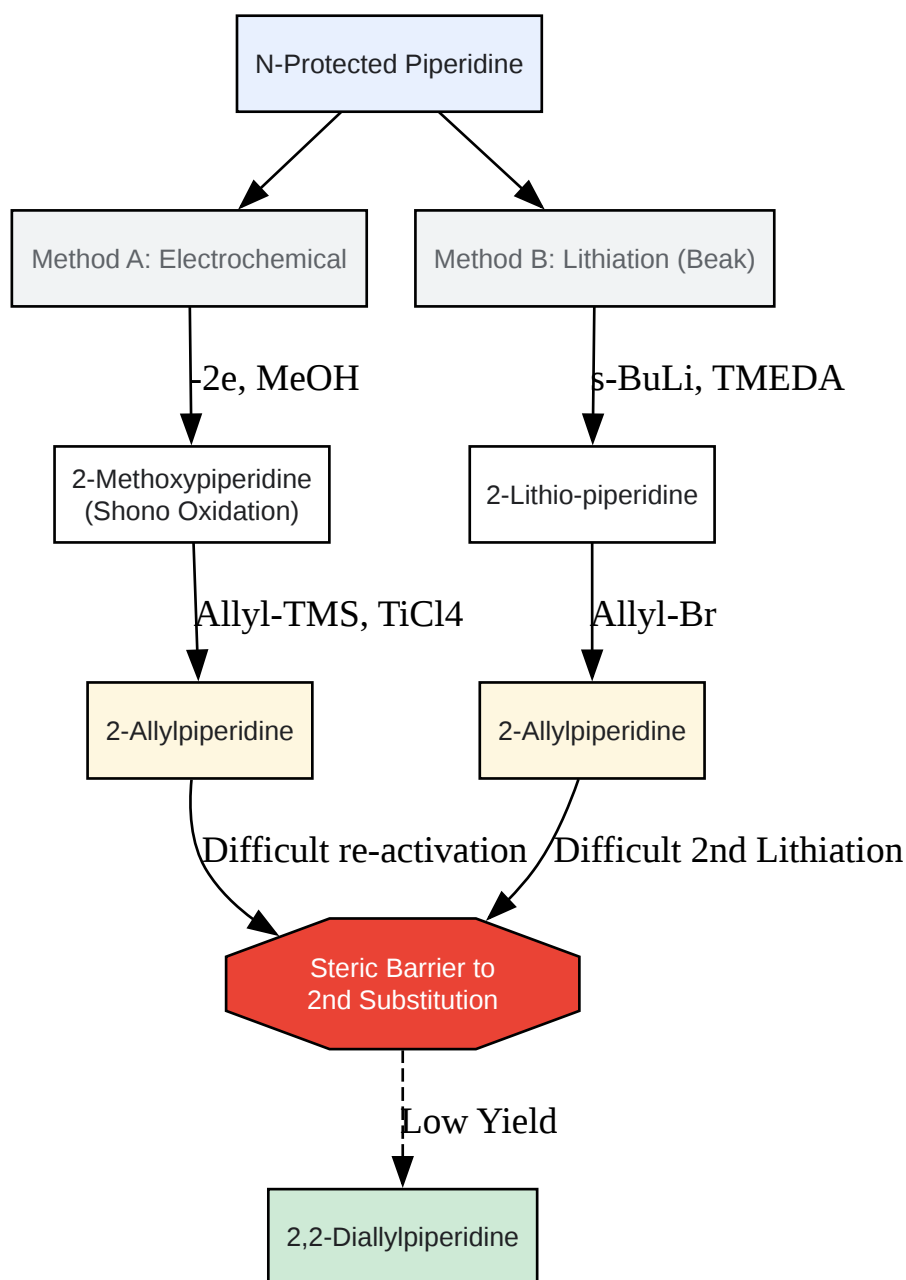 N-Protected Piperidine
Method A: Electrochemical
Method B: Lithiation (Beak)
-2e, MeOH
s-BuLi, TMEDA
2-Methoxypiperidine
(Shono Oxidation)
2-Lithio-piperidine
Allyl-TMS, TiCl4
Allyl-Br
2-Allylpiperidine
2-Allylpiperidine
Difficult re-activation
Difficult 2nd Lithiation
Steric Barrier to
2nd Substitution
Low Yield
2,2-Diallylpiperidine